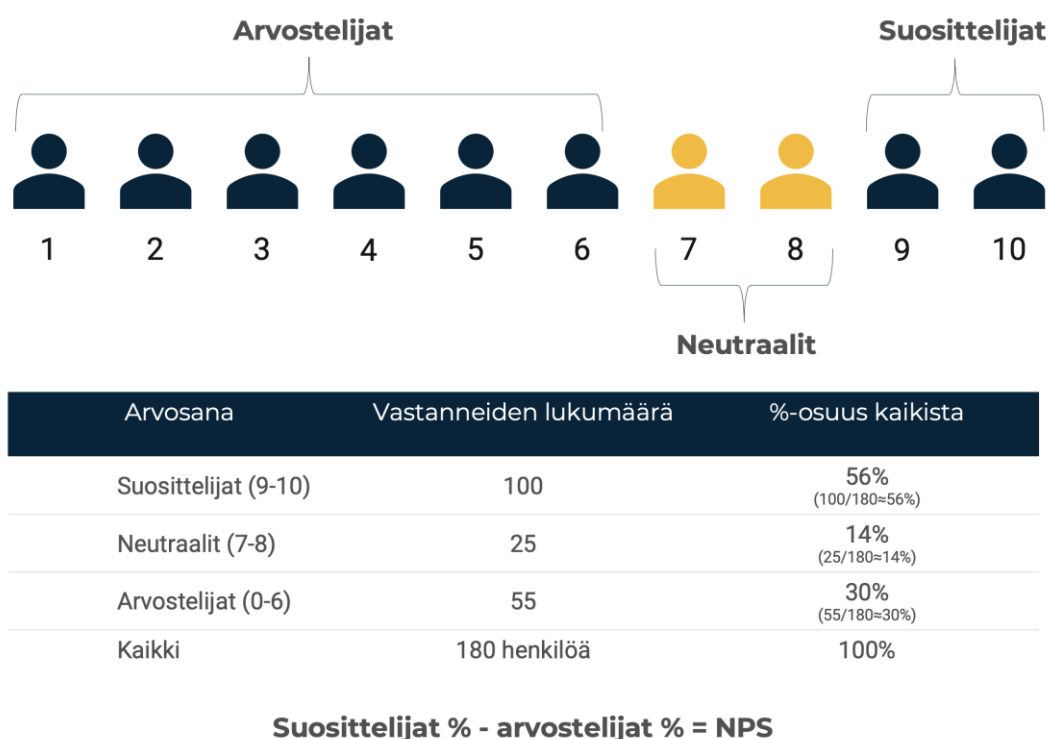 Arvostelijat
Suosittelijat
1 2 3 4 5 6 7 8 9 10
Neutraalit
Arvosana Vastanneiden lukumäärä %-osuus kaikista
Suosittelijat (9-10) 100 56%
(100/180≈56%)
Neutraalit (7-8) 25 14%
(25/180≈14%)
Arvostelijat (0-6) 55 30%
(55/180≈30%)
Kaikki 180 henkilöä 100%
Suosittelijat % - arvostelijat % = NPS